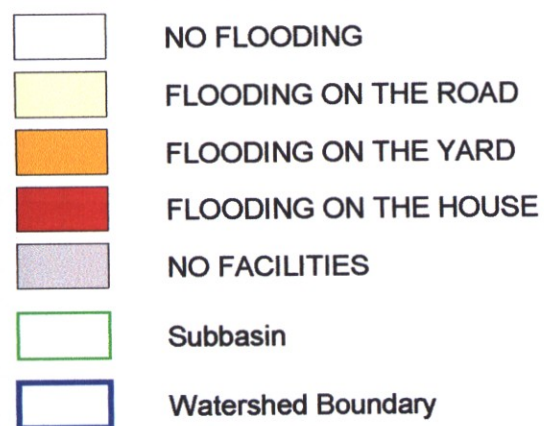 NO FLOODING
FLOODING ON THE ROAD
FLOODING ON THE YARD
FLOODING ON THE HOUSE
NO FACILITIES
Subbasin
Watershed Boundary